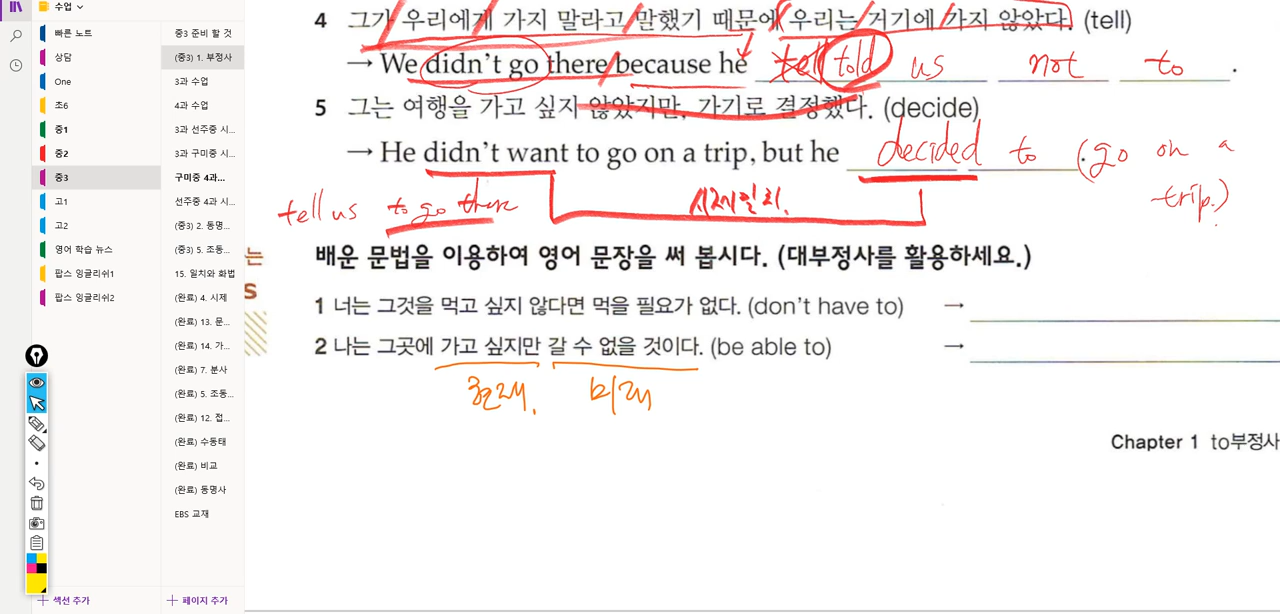 수업
빠른 노트
상담
One
초6
중1
중2
중3
고1
고2
영어 학습 뉴스
팝스 잉글리쉬1
팝스 잉글리쉬2
섹션 추가
중3 준비 할 것
(중3) 1. 부정사
3과 수업
4과 수업
3과 선주중 시...
3과 구미중 시...
구미중 4과...
선주중 4과 시...
(중3) 2. 동명...
(중3) 5. 조동...
15. 일치와 화법
(완료) 4. 시제
(완료) 13. 문...
(완료) 14. 가...
(완료) 7. 분사
(완료) 5. 조동...
(완료) 12. 접...
(완료) 수동태
(완료) 비교
(완료) 동명사
EBS 교재
페이지 추가
4 그가 우리에게 가지 말라고 말했기 때문에 우리는 거기에 가지 않았다. (tell)
→ We didn't go there because he tell told us not to .
5 그는 여행을 가고 싶지 않았지만, 가기로 결정했다. (decide)
→ He didn't want to go on a trip, but he decided to . (go on a
trip.)
tell us to go there
시제일치.
는
S
배운 문법을 이용하여 영어 문장을 써 봅시다. (대부정사를 활용하세요.)
1 너는 그것을 먹고 싶지 않다면 먹을 필요가 없다. (don't have to) →
2 나는 그곳에 가고 싶지만 갈 수 없을 것이다. (be able to) →
현재. 미래
Chapter 1 to부정사